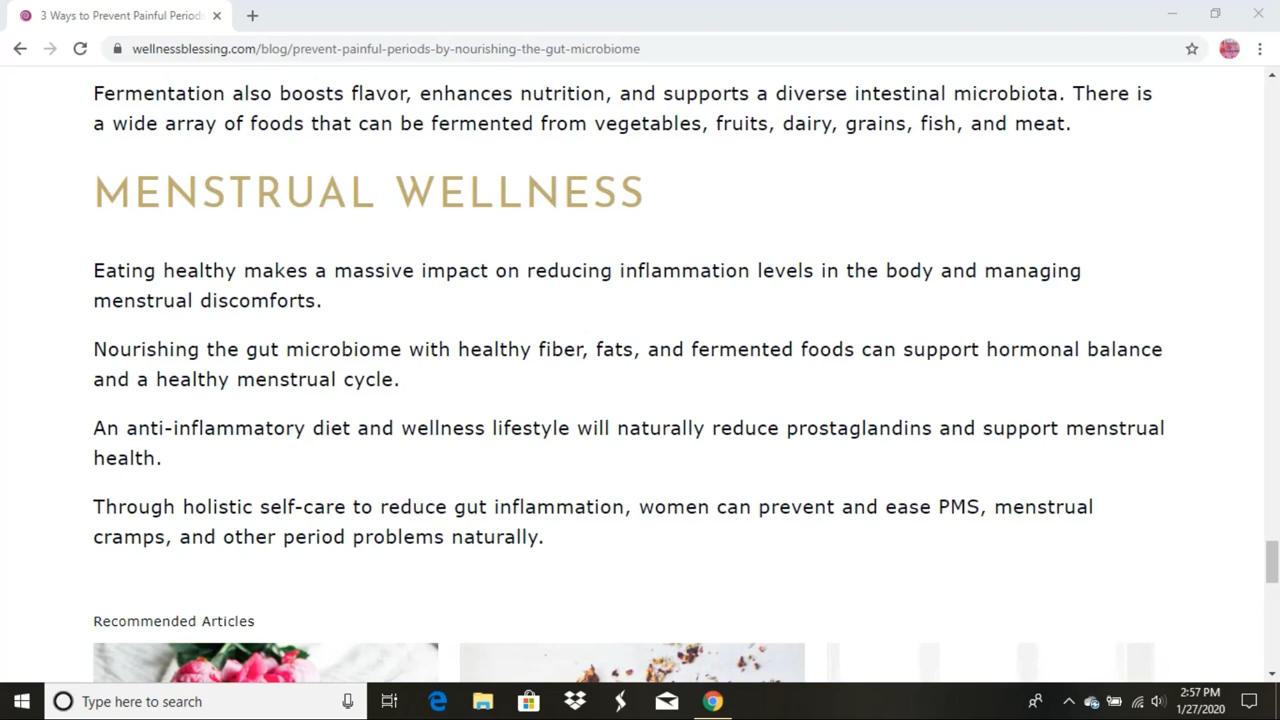 3 Ways to Prevent Painful Periods
wellnessblessing.com/blog/prevent-painful-periods-by-nourishing-the-gut-microbiome
Fermentation also boosts flavor, enhances nutrition, and supports a diverse intestinal microbiota. There is
a wide array of foods that can be fermented from vegetables, fruits, dairy, grains, fish, and meat.
MENSTRUAL WELLNESS
Eating healthy makes a massive impact on reducing inflammation levels in the body and managing
menstrual discomforts.
Nourishing the gut microbiome with healthy fiber, fats, and fermented foods can support hormonal balance
and a healthy menstrual cycle.
An anti-inflammatory diet and wellness lifestyle will naturally reduce prostaglandins and support menstrual
health.
Through holistic self-care to reduce gut inflammation, women can prevent and ease PMS, menstrual
cramps, and other period problems naturally.
Recommended Articles
Type here to search
2:57 PM
1/27/2020